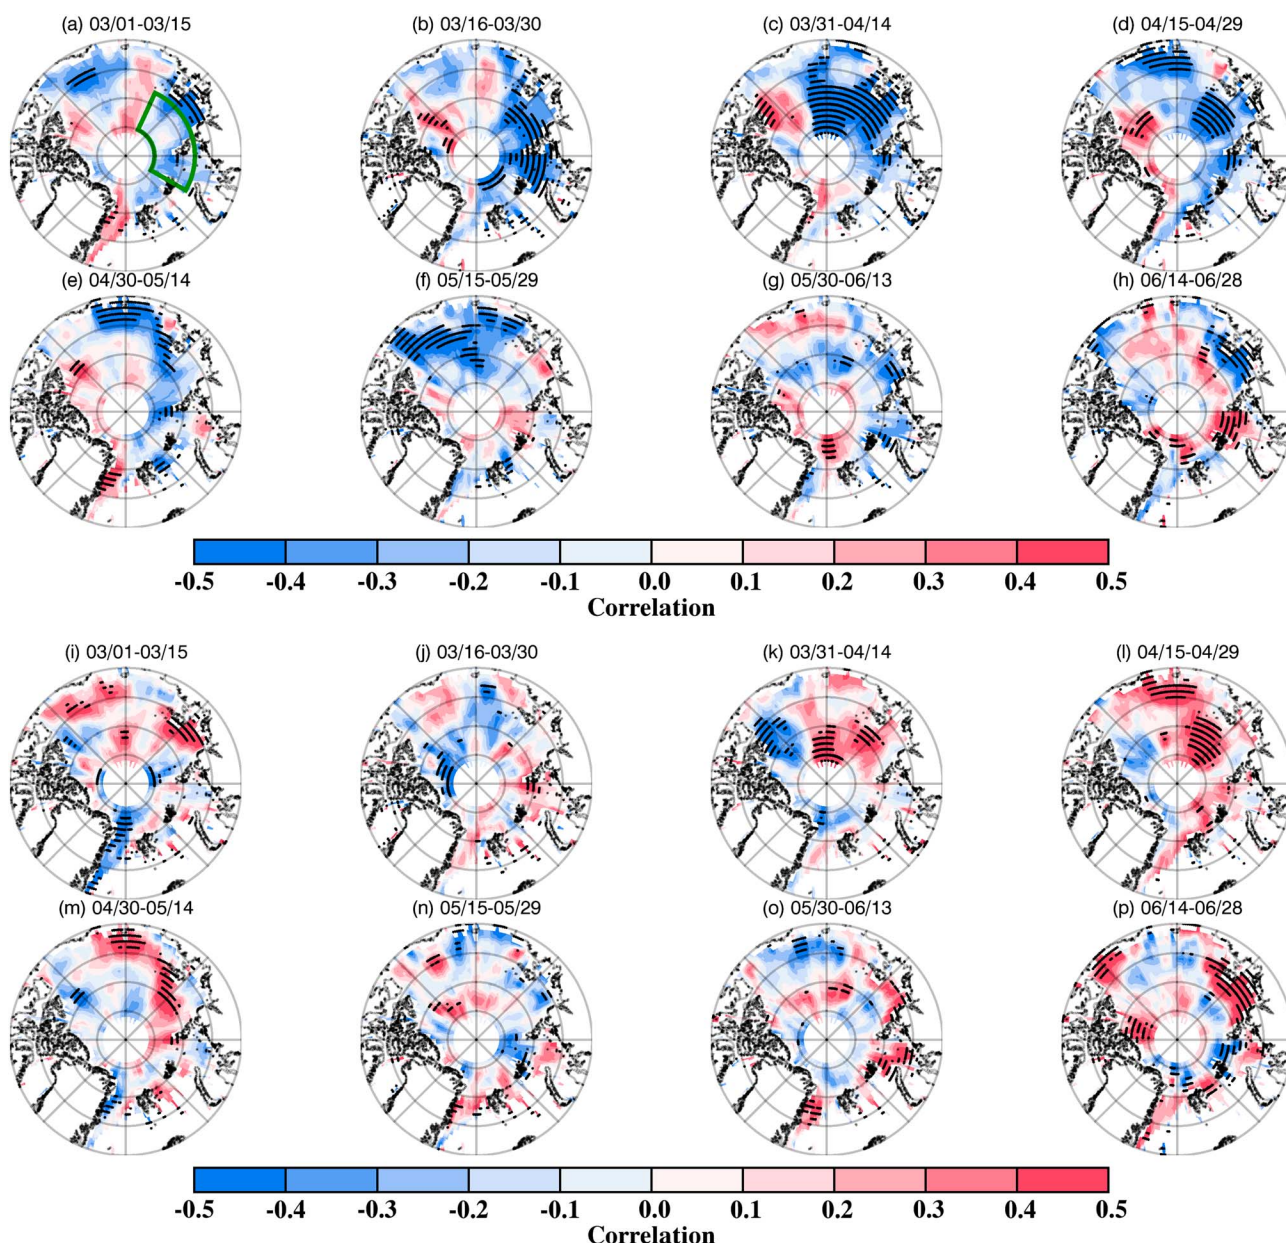 (a) 03/01-03/15 (b) 03/16-03/30 (c) 03/31-04/14 (d) 04/15-04/29
(e) 04/30-05/14 (f) 05/15-05/29 (g) 05/30-06/13 (h) 06/14-06/28
-0.5 -0.4 -0.3 -0.2 -0.1 0.0 0.1 0.2 0.3 0.4 0.5
Correlation
(i) 03/01-03/15 (j) 03/16-03/30 (k) 03/31-04/14 (l) 04/15-04/29
(m) 04/30-05/14 (n) 05/15-05/29 (o) 05/30-06/13 (p) 06/14-06/28
-0.5 -0.4 -0.3 -0.2 -0.1 0.0 0.1 0.2 0.3 0.4 0.5
Correlation